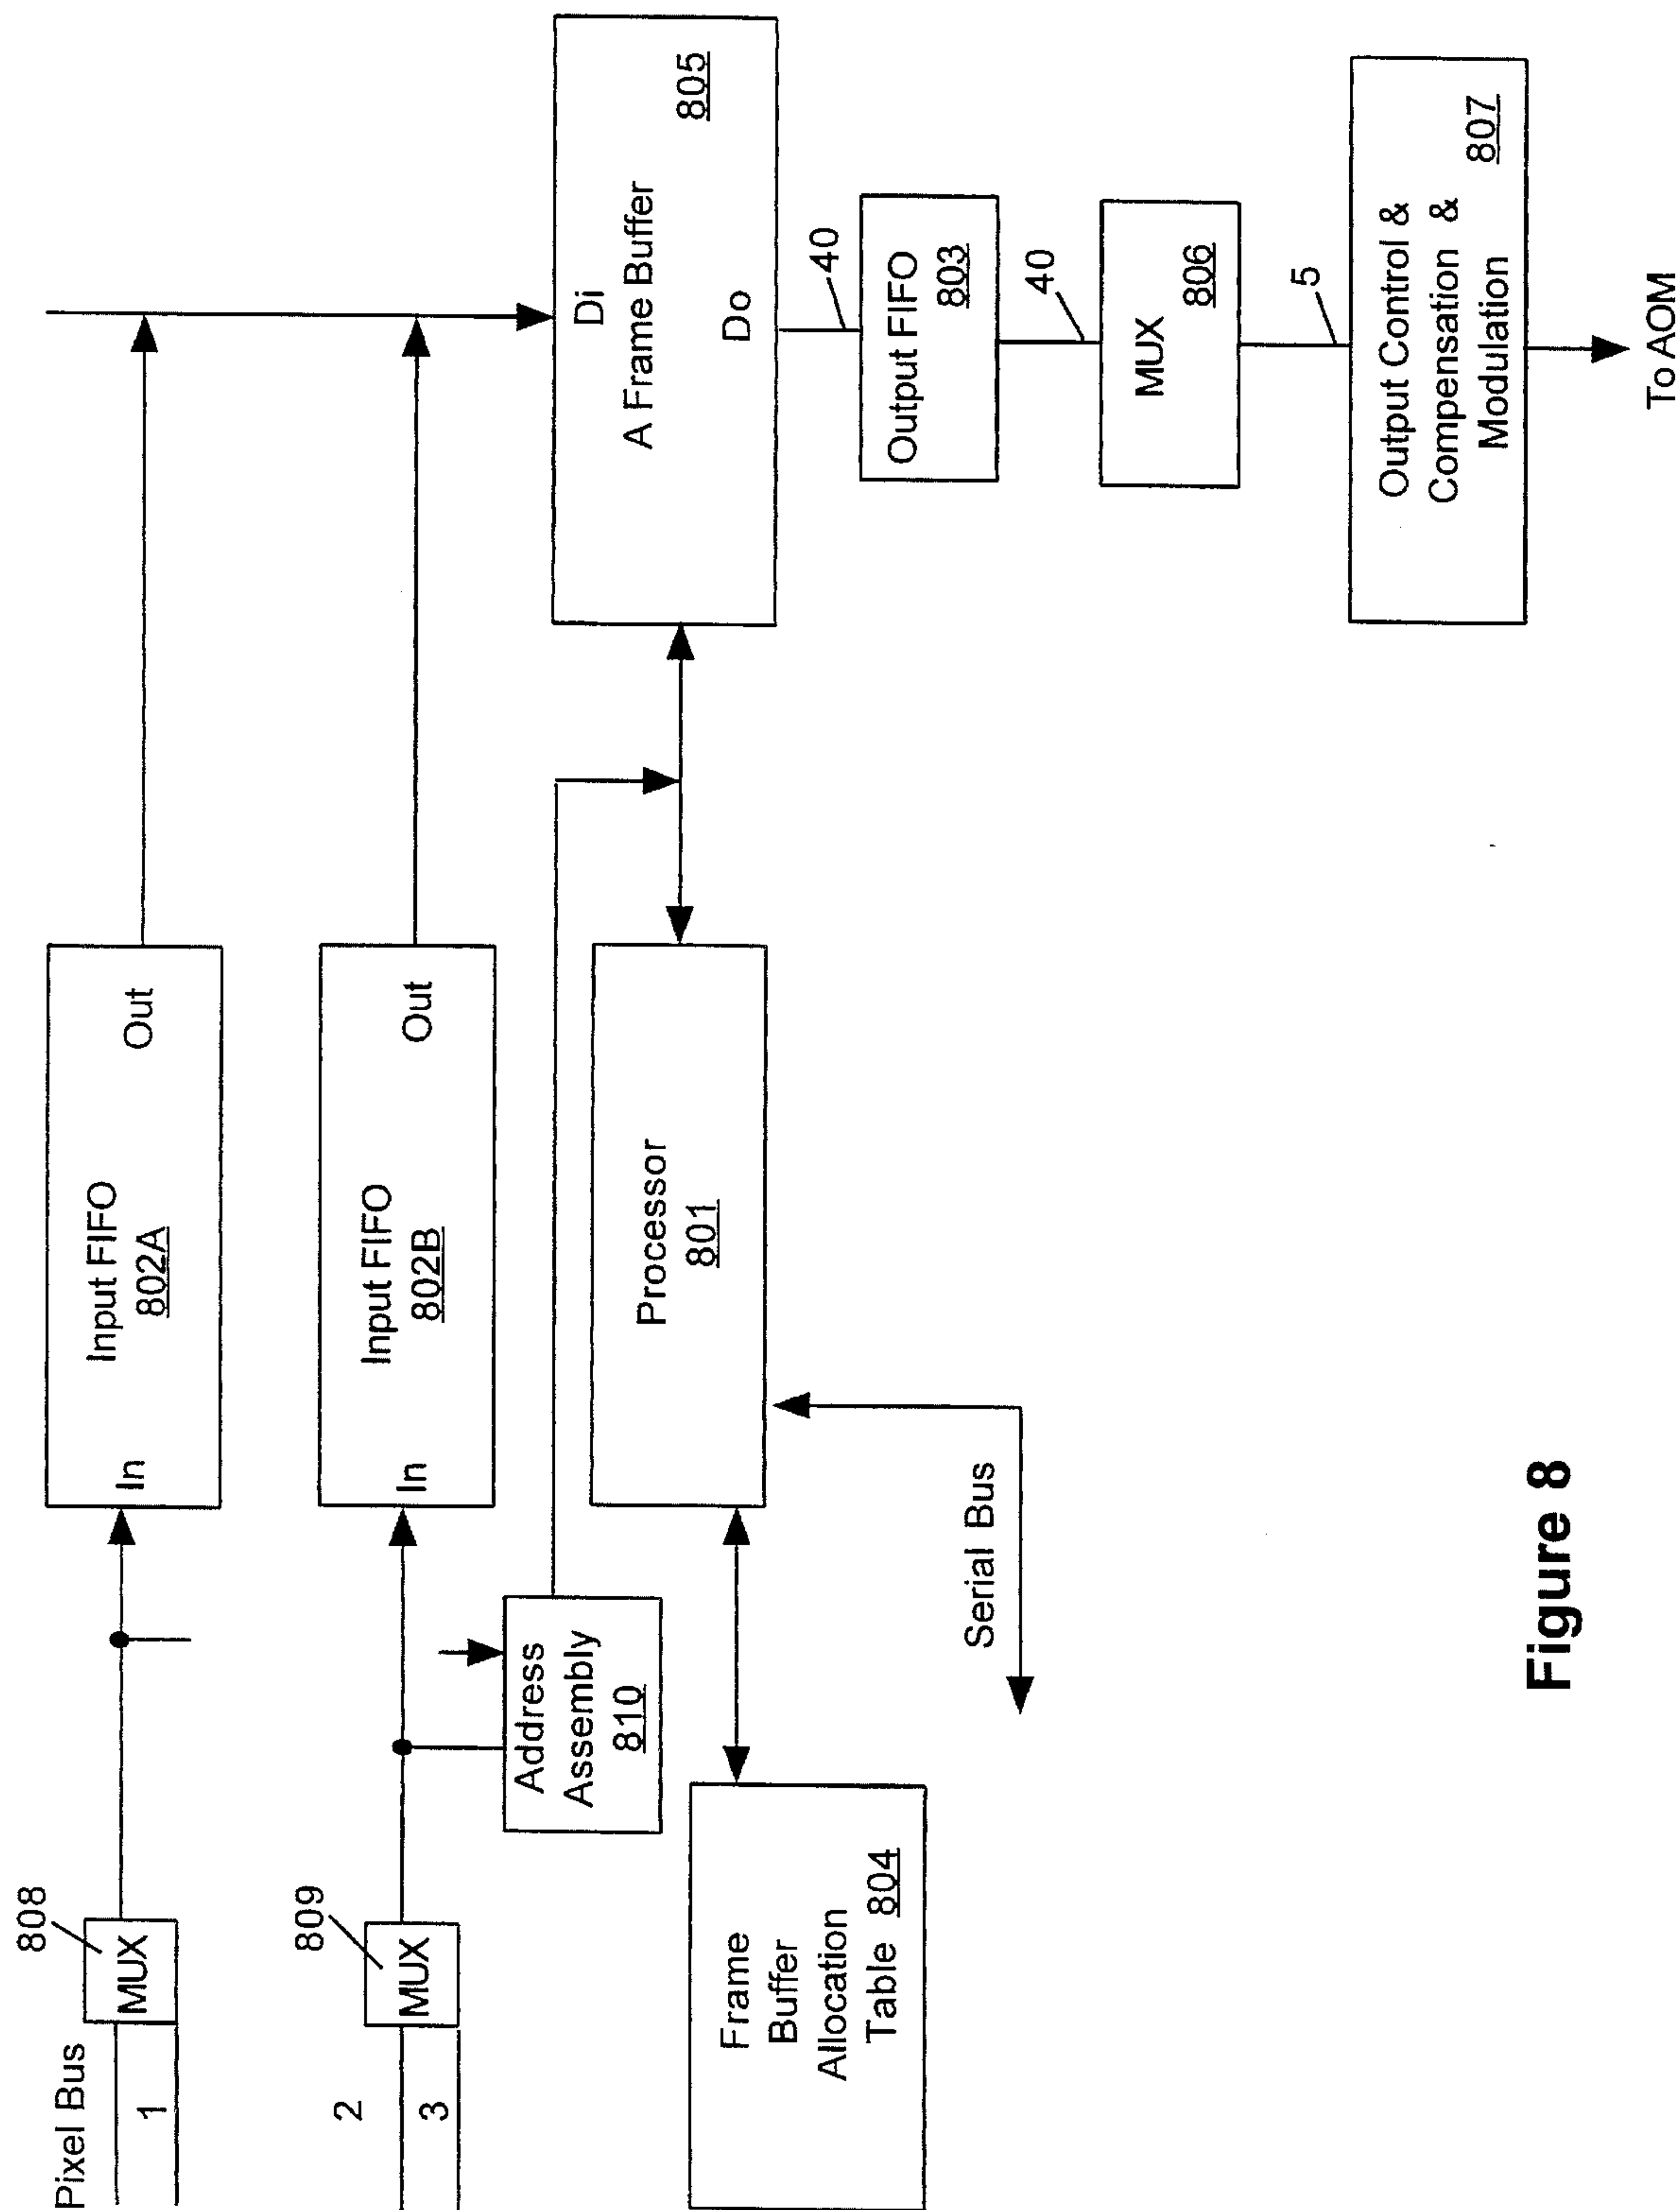 Pixel Bus
1
808
MUX
In
Input FIFO
802A
Out
2
3
809
MUX
In
Input FIFO
802B
Out
Address
Assembly
810
Frame
Buffer
Allocation
Table 804
Processor
801
Serial Bus
Di
A Frame Buffer
805
Do
40
Output FIFO
803
40
MUX
806
5
Output Control &
Compensation &
Modulation 807
To AOM
Figure 8